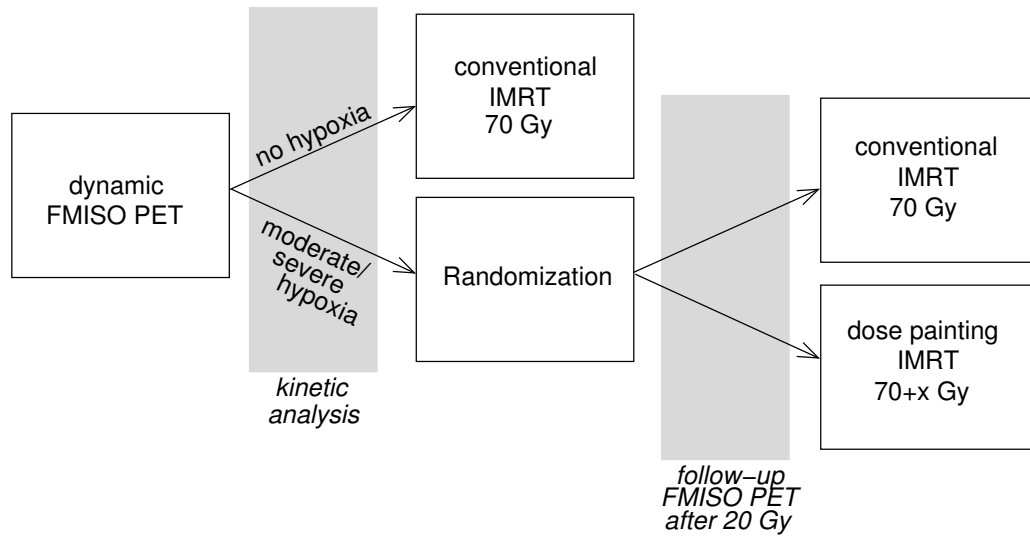 dynamic
FMISO PET
no hypoxia
moderate/
severe
hypoxia
kinetic
analysis
conventional
IMRT
70 Gy
Randomization
follow−up
FMISO PET
after 20 Gy
conventional
IMRT
70 Gy
dose painting
IMRT
70+x Gy